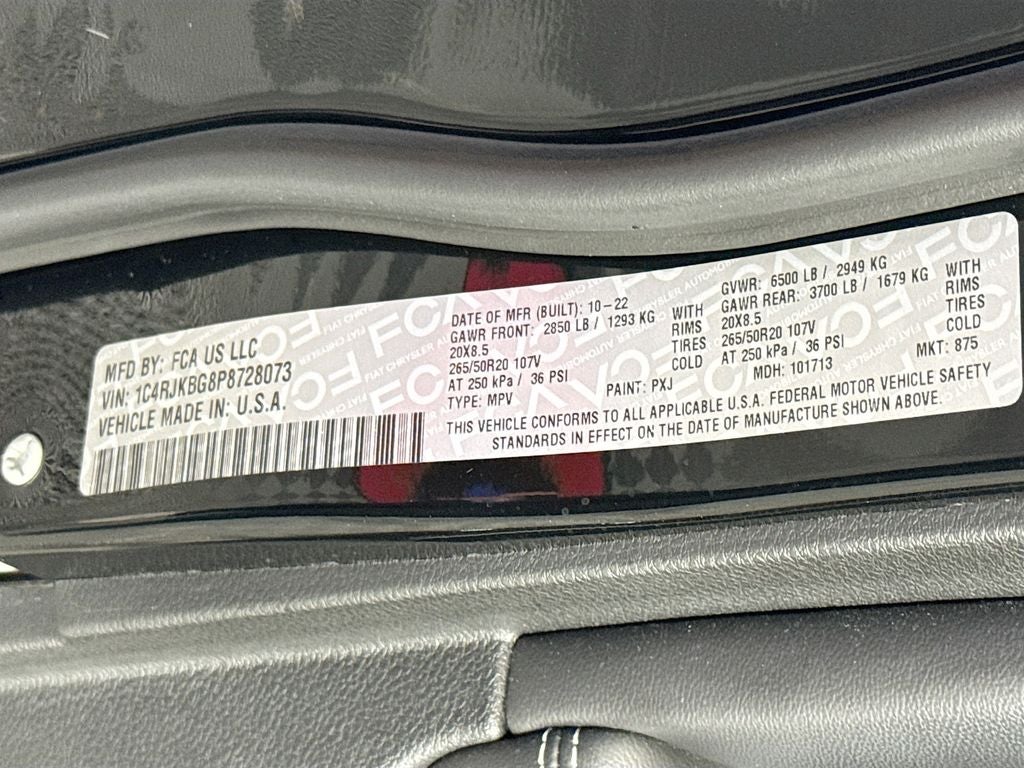 MFD BY: FCA US LLC
VIN: 1C4RJKBG8P8728073
VEHICLE MADE IN: U.S.A.
DATE OF MFR (BUILT): 10-22
GAWR FRONT: 2850 LB / 1293 KG WITH
20X8.5 RIMS
265/50R20 107V TIRES
AT 250 kPa / 36 PSI COLD
TYPE: MPV PAINT: PXJ
GVWR: 6500 LB / 2949 KG
GAWR REAR: 3700 LB / 1679 KG WITH
20X8.5 RIMS
265/50R20 107V TIRES
AT 250 kPa / 36 PSI COLD
MDH: 101713 MKT: 875
THIS VEHICLE CONFORMS TO ALL APPLICABLE U.S.A. FEDERAL MOTOR VEHICLE SAFETY
STANDARDS IN EFFECT ON THE DATE OF MANUFACTURE SHOWN ABOVE.